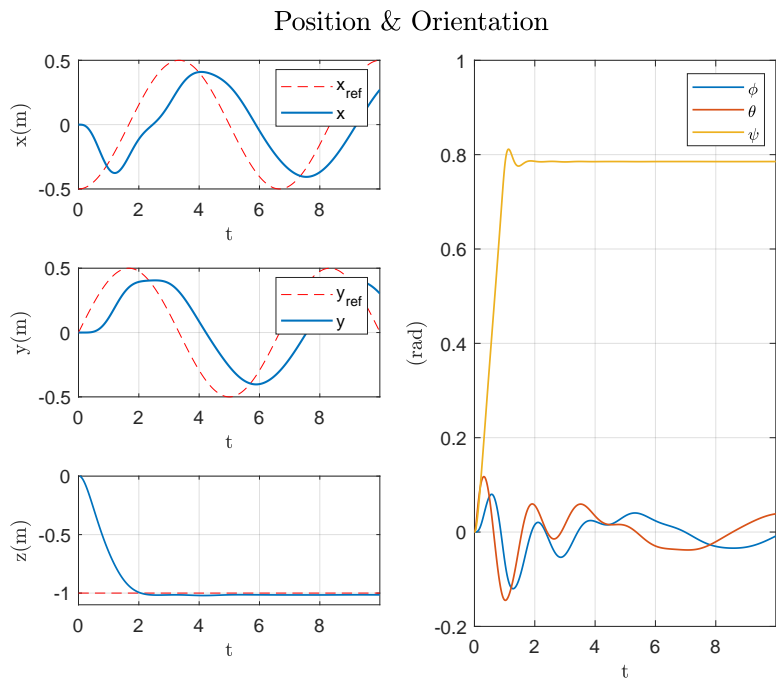 Position & Orientation
0.5
0
-0.5
x(m)
x_ref
x
0 2 4 6 8
t
0.5
0
-0.5
y(m)
y_ref
y
0 2 4 6 8
t
0
-0.5
-1
z(m)
0 2 4 6 8
t
1
0.8
0.6
0.4
0.2
0
-0.2
(rad)
ϕ
θ
ψ
0 2 4 6 8
t